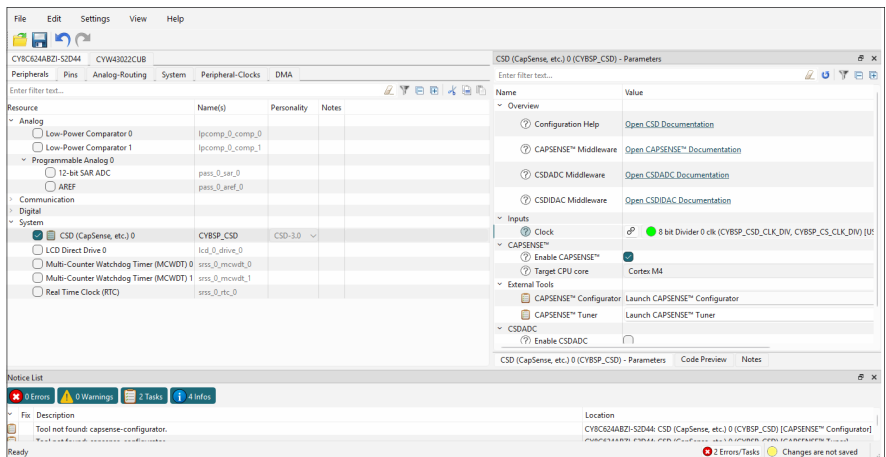 File Edit Settings View Help
CY8C624ABZI-S2D44 CYW43022CUB
Peripherals Pins Analog-Routing System Peripheral-Clocks DMA
Enter filter text...
Resource Name(s) Personality Notes
Analog
Low-Power Comparator 0 lpcomp_0_comp_0
Low-Power Comparator 1 lpcomp_0_comp_1
Programmable Analog 0
12-bit SAR ADC pass_0_sar_0
AREF pass_0_aref_0
Communication
Digital
System
CSD (CapSense, etc.) 0 CYBSP_CSD CSD-3.0
LCD Direct Drive 0 lcd_0_drive_0
Multi-Counter Watchdog Timer (MCWDT) 0 srss_0_mcwdt_0
Multi-Counter Watchdog Timer (MCWDT) 1 srss_0_mcwdt_1
Real Time Clock (RTC) srss_0_rtc_0
CSD (CapSense, etc.) 0 (CYBSP_CSD) - Parameters
Enter filter text...
Name Value
Overview
Configuration Help Open CSD Documentation
CAPSENSE™ Middleware Open CAPSENSE™ Documentation
CSDADC Middleware Open CSDADC Documentation
CSDIDAC Middleware Open CSDIDAC Documentation
Inputs
Clock 8 bit Divider 0 clk (CYBSP_CSD_CLK_DIV, CYBSP_CS_CLK_DIV) [US
CAPSENSE™
Enable CAPSENSE™
Target CPU core Cortex M4
External Tools
CAPSENSE™ Configurator Launch CAPSENSE™ Configurator
CAPSENSE™ Tuner Launch CAPSENSE™ Tuner
CSDADC
Enable CSDADC
CSD (CapSense, etc.) 0 (CYBSP_CSD) - Parameters Code Preview Notes
Notice List
0 Errors 0 Warnings 2 Tasks 4 Infos
Fix Description Location
Tool not found: capsense-configurator. CY8C624ABZI-S2D44: CSD (CapSense, etc.) 0 (CYBSP_CSD) [CAPSENSE™ Configurator]
Ready 2 Errors/Tasks Changes are not saved